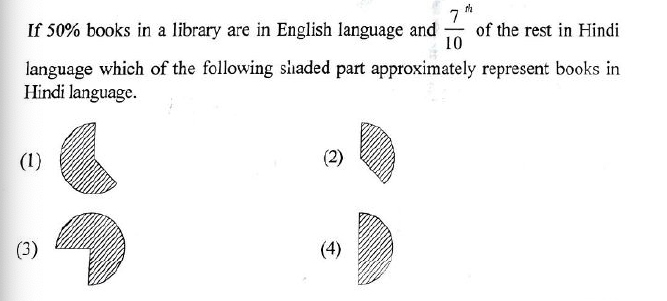 If 50% books in a library are in English language and 7/10 th of the rest in Hindi
language which of the following shaded part approximately represent books in
Hindi language.
(1) (2)
(3) (4)